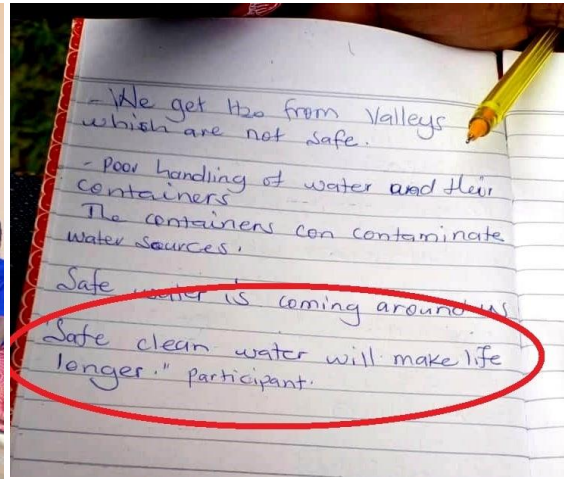 - We get H2o from Valleys
which are not safe.
- Poor handling of water and their
containers
The containers can contaminate
water sources.
Safe water is coming around us
"Safe clean water will make life
longer." participant.